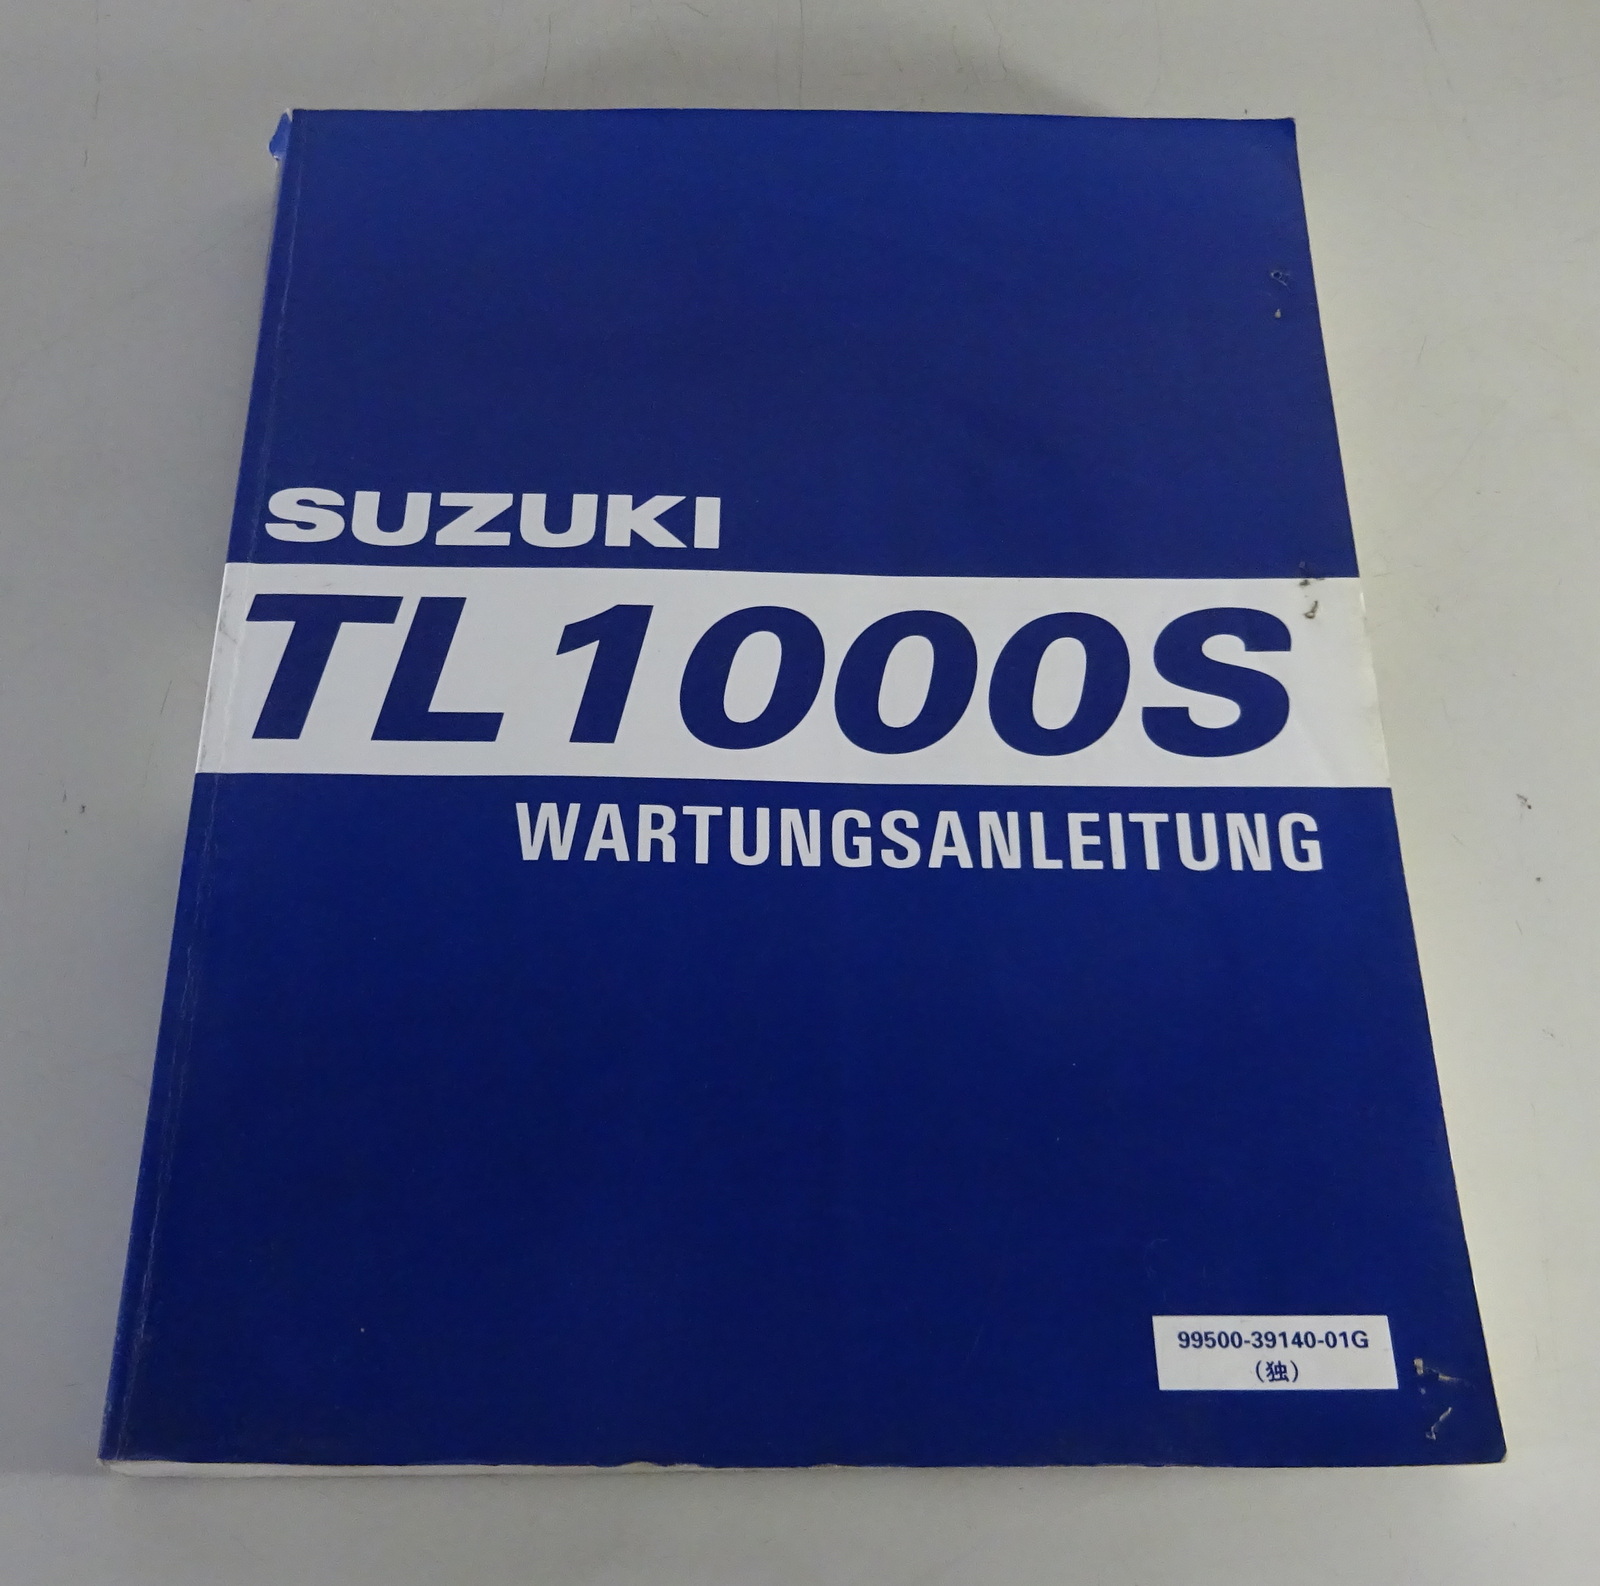 SUZUKI
TL1000S
WARTUNGSANLEITUNG
99500-39140-01G
(独)